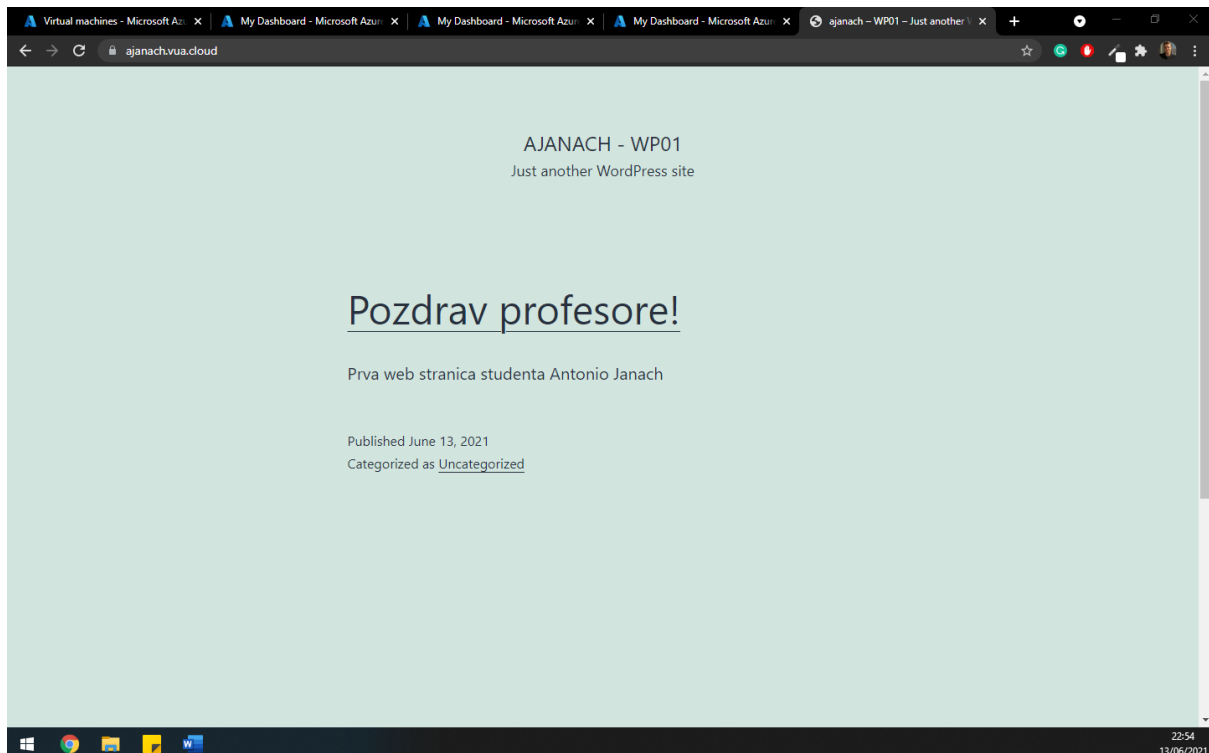 Virtual machines - Microsoft Az
My Dashboard - Microsoft Azur
My Dashboard - Microsoft Azur
My Dashboard - Microsoft Azur
ajanach – WP01 – Just another
ajanach.vua.cloud
AJANACH - WP01
Just another WordPress site
Pozdrav profesore!
Prva web stranica studenta Antonio Janach
Published June 13, 2021
Categorized as Uncategorized
22:54
13/06/2021